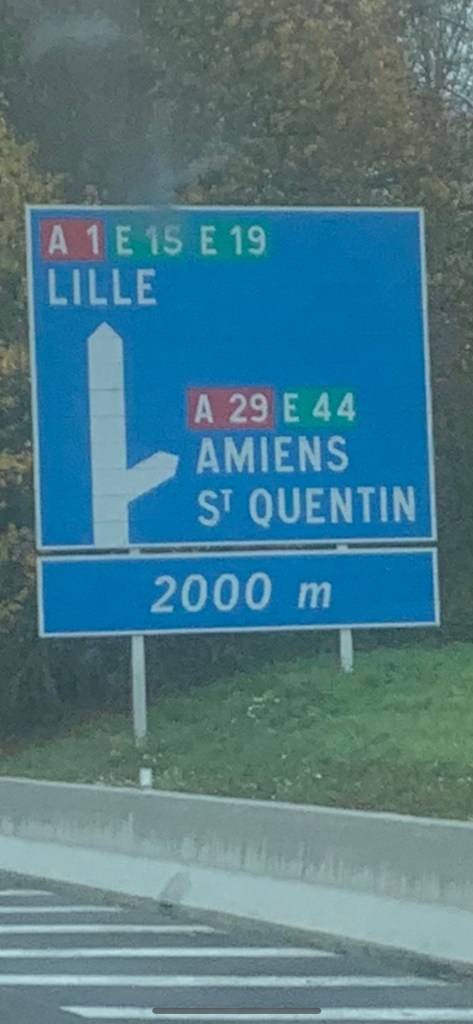 A 1 E 15 E 19
LILLE
A 29 E 44
AMIENS
ST QUENTIN
2000 m